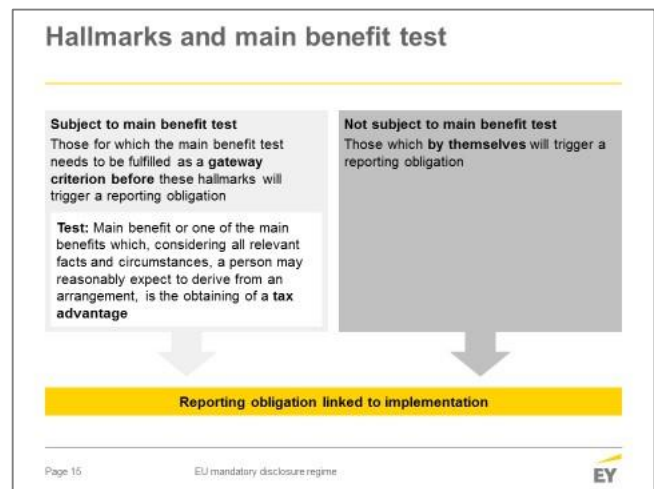 Hallmarks and main benefit test
Subject to main benefit test
Those for which the main benefit test
needs to be fulfilled as a gateway
criterion before these hallmarks will
trigger a reporting obligation
Test: Main benefit or one of the main
benefits which, considering all relevant
facts and circumstances, a person may
reasonably expect to derive from an
arrangement, is the obtaining of a tax
advantage
Not subject to main benefit test
Those which by themselves will trigger a
reporting obligation
Reporting obligation linked to implementation
Page 15
EU mandatory disclosure regime
EY